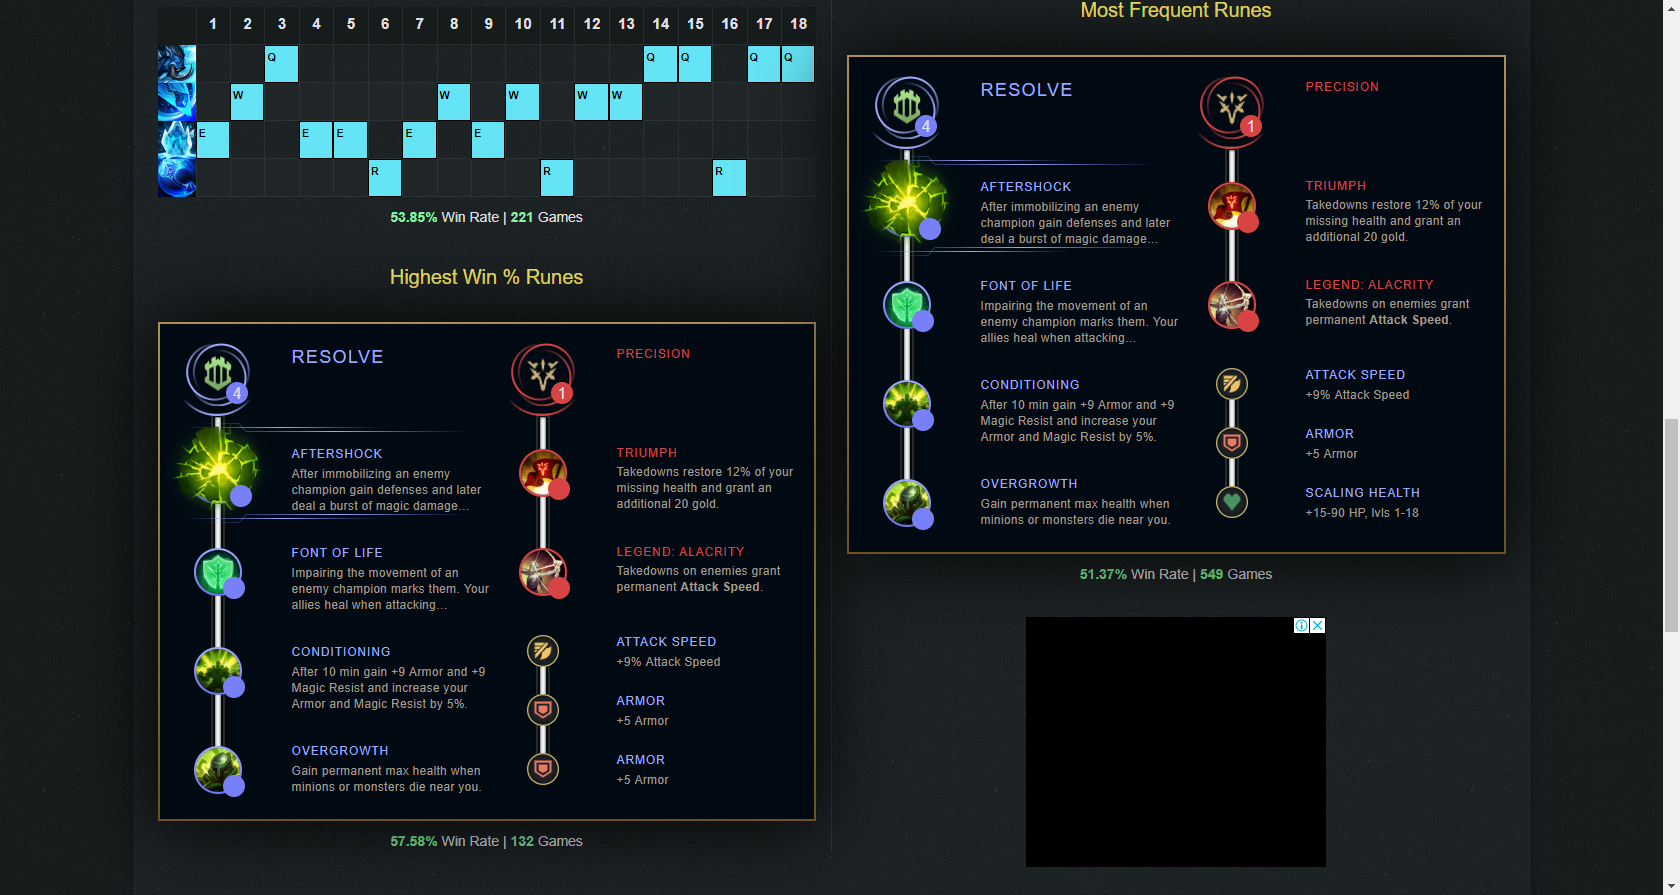 1 2 3 4 5 6 7 8 9 10 11 12 13 14 15 16 17 18
Q Q Q Q Q
W W W W W
E E E E E
R R R
53.85% Win Rate | 221 Games
Highest Win % Runes
RESOLVE
4
AFTERSHOCK
After immobilizing an enemy
champion gain defenses and later
deal a burst of magic damage...
FONT OF LIFE
Impairing the movement of an
enemy champion marks them. Your
allies heal when attacking...
CONDITIONING
After 10 min gain +9 Armor and +9
Magic Resist and increase your
Armor and Magic Resist by 5%.
OVERGROWTH
Gain permanent max health when
minions or monsters die near you.
PRECISION
1
TRIUMPH
Takedowns restore 12% of your
missing health and grant an
additional 20 gold.
LEGEND: ALACRITY
Takedowns on enemies grant
permanent Attack Speed.
ATTACK SPEED
+9% Attack Speed
ARMOR
+5 Armor
ARMOR
+5 Armor
57.58% Win Rate | 132 Games
Most Frequent Runes
RESOLVE
4
AFTERSHOCK
After immobilizing an enemy
champion gain defenses and later
deal a burst of magic damage...
FONT OF LIFE
Impairing the movement of an
enemy champion marks them. Your
allies heal when attacking...
CONDITIONING
After 10 min gain +9 Armor and +9
Magic Resist and increase your
Armor and Magic Resist by 5%.
OVERGROWTH
Gain permanent max health when
minions or monsters die near you.
PRECISION
1
TRIUMPH
Takedowns restore 12% of your
missing health and grant an
additional 20 gold.
LEGEND: ALACRITY
Takedowns on enemies grant
permanent Attack Speed.
ATTACK SPEED
+9% Attack Speed
ARMOR
+5 Armor
SCALING HEALTH
+15-90 HP, lvls 1-18
51.37% Win Rate | 549 Games